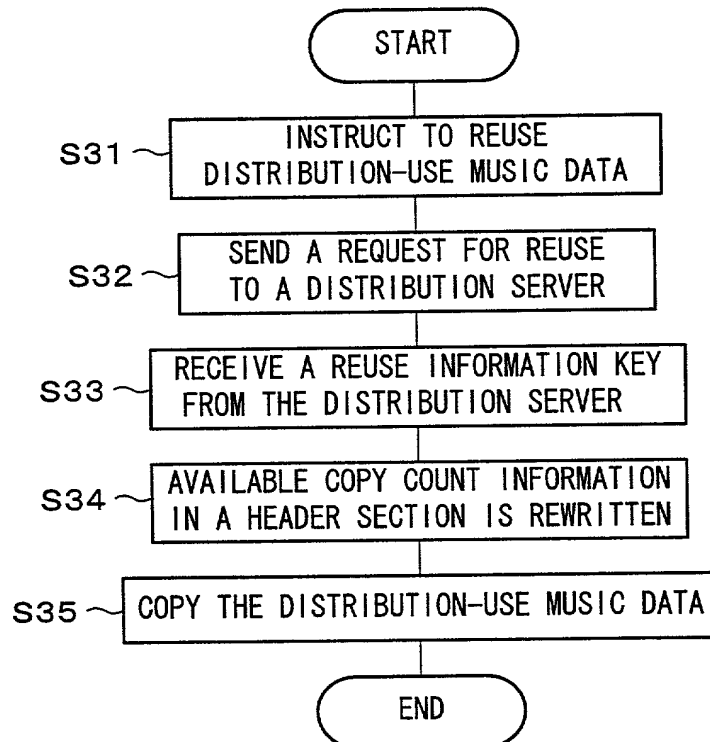 START
S31
INSTRUCT TO REUSE
DISTRIBUTION-USE MUSIC DATA
S32
SEND A REQUEST FOR REUSE
TO A DISTRIBUTION SERVER
S33
RECEIVE A REUSE INFORMATION KEY
FROM THE DISTRIBUTION SERVER
S34
AVAILABLE COPY COUNT INFORMATION
IN A HEADER SECTION IS REWRITTEN
S35
COPY THE DISTRIBUTION-USE MUSIC DATA
END